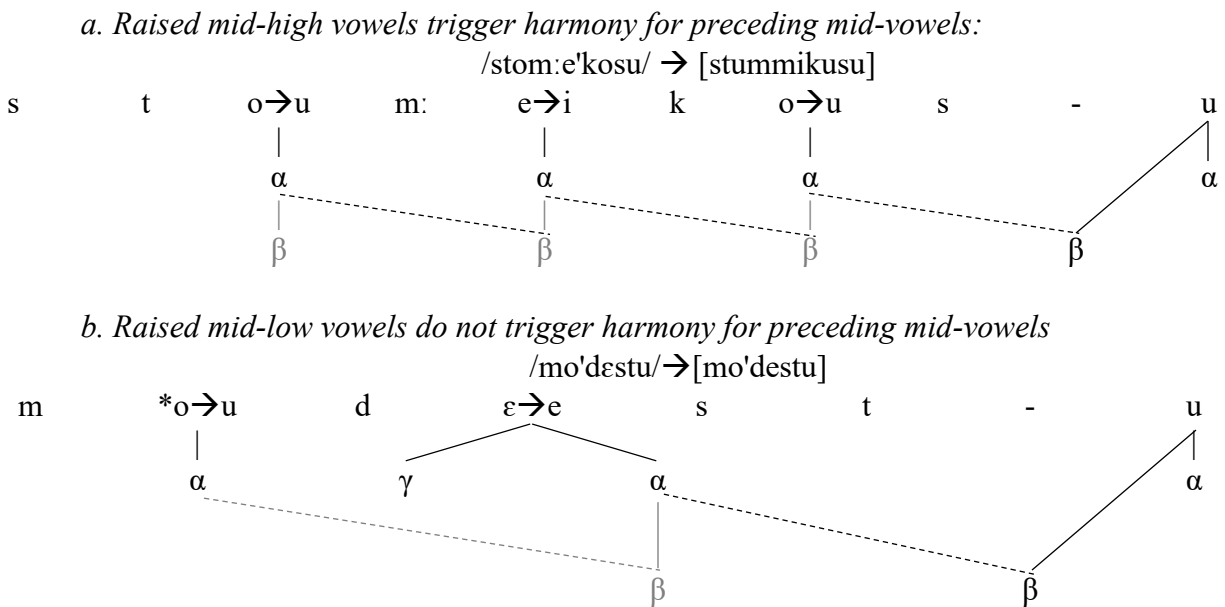 a. Raised mid-high vowels trigger harmony for preceding mid-vowels:
/stom:e'kosu/ → [stummikusu]
s t o→u m: e→i k o→u s - u
α α α α
β β β β
b. Raised mid-low vowels do not trigger harmony for preceding mid-vowels
/mo'dɛstu/→[mo'destu]
m *o→u d ɛ→e s t - u
α γ α α
β β